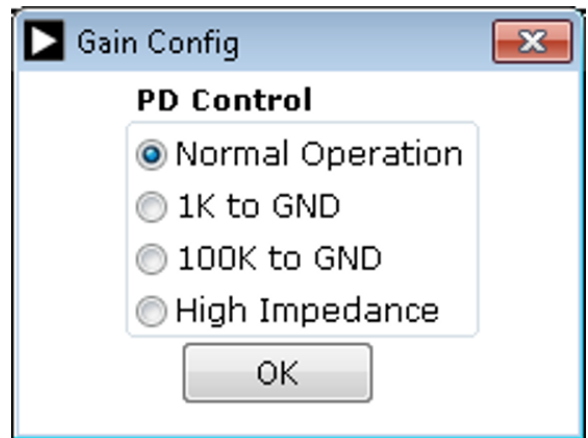 Gain Config
PD Control
Normal Operation
1K to GND
100K to GND
High Impedance
OK